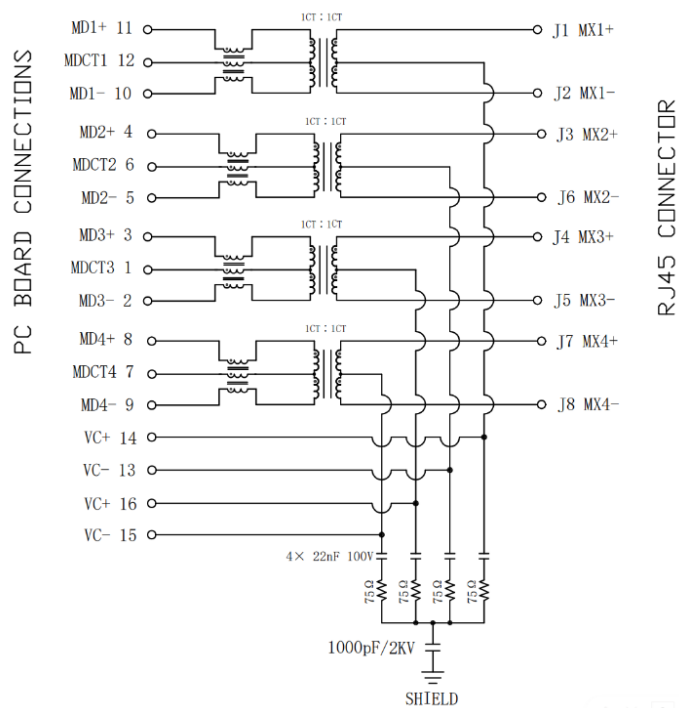 PC BOARD CONNECTIONS
RJ45 CONNECTOR
1CT : 1CT
MD1+ 11
J1 MX1+
MDCT1 12
MD1- 10
J2 MX1-
1CT : 1CT
MD2+ 4
J3 MX2+
MDCT2 6
MD2- 5
J6 MX2-
1CT : 1CT
MD3+ 3
J4 MX3+
MDCT3 1
MD3- 2
J5 MX3-
1CT : 1CT
MD4+ 8
J7 MX4+
MDCT4 7
MD4- 9
J8 MX4-
VC+ 14
VC- 13
VC+ 16
VC- 15
4× 22nF 100V
75Ω
75Ω
75Ω
75Ω
1000pF/2KV
SHIELD